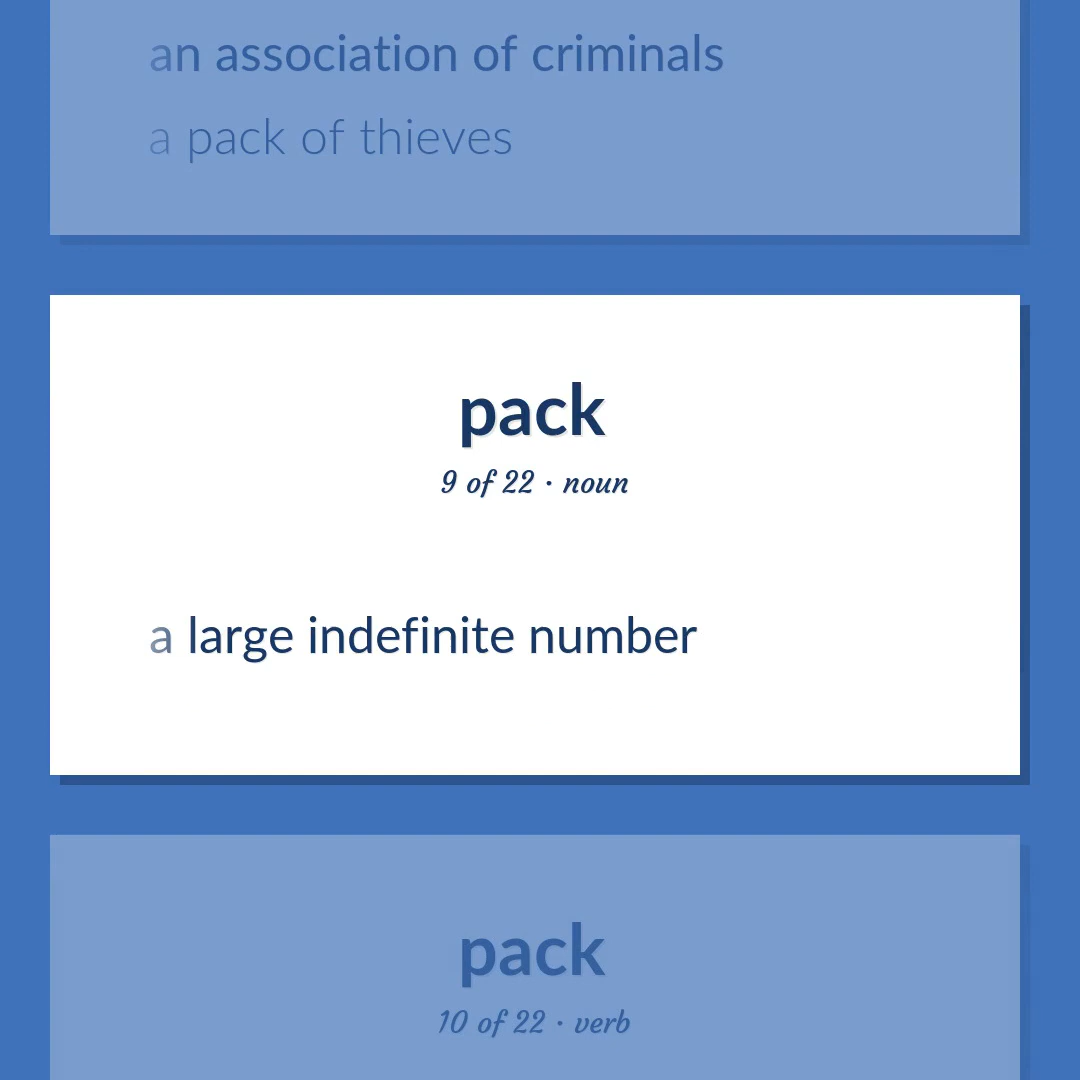 an association of criminals
a pack of thieves
pack
9 of 22 · noun
a large indefinite number
pack
10 of 22 · verb